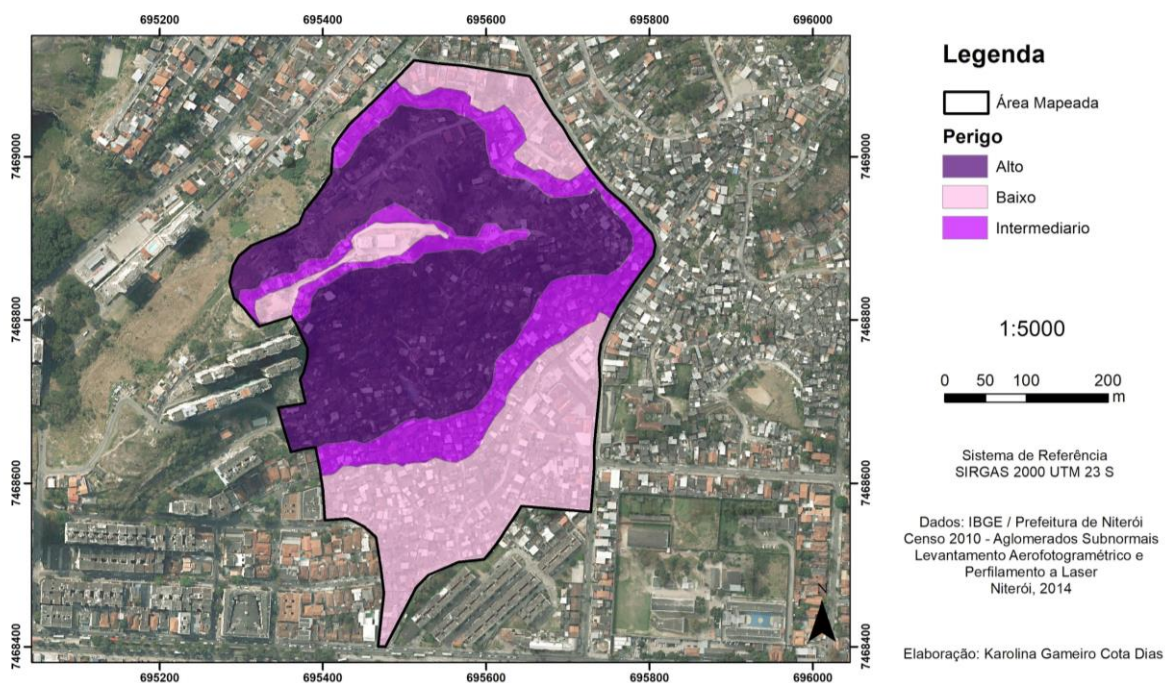 695200 695400 695600 695800 696000
7469000 7469000
7468800 7468800
7468600 7468600
7468400 7468400
695200 695400 695600 695800 696000
Legenda
Área Mapeada
Perigo
Alto
Baixo
Intermediario
1:5000
0 50 100 200
m
Sistema de Referência
SIRGAS 2000 UTM 23 S
Dados: IBGE / Prefeitura de Niterói
Censo 2010 - Aglomerados Subnormais
Levantamento Aerofotogramétrico e
Perfilamento a Laser
Niterói, 2014
N
Elaboração: Karolina Gameiro Cota Dias